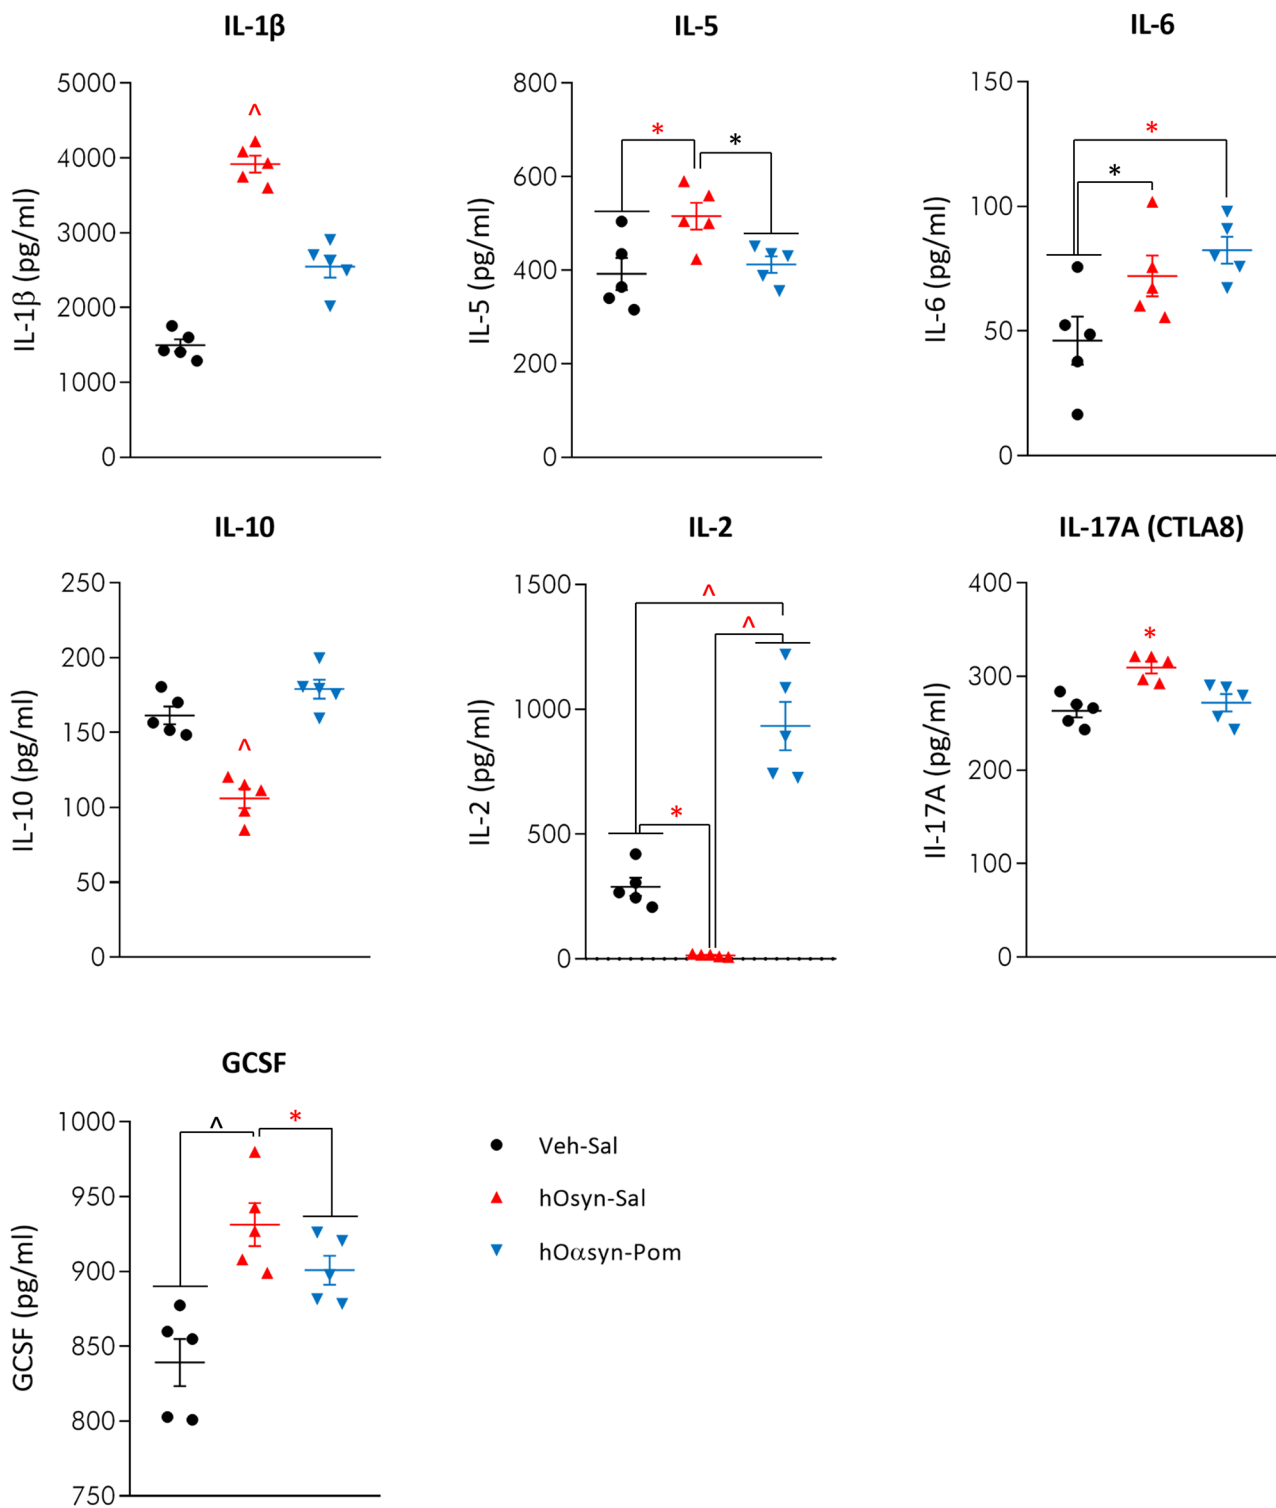 IL-1β
IL-5
IL-6
5000
4000
3000
2000
1000
0
IL-1β (pg/ml)
^
800
600
400
200
0
IL-5 (pg/ml)
*
*
150
100
50
0
IL-6 (pg/ml)
*
*
IL-10
IL-2
IL-17A (CTLA8)
250
200
150
100
50
0
IL-10 (pg/ml)
^
1500
1000
500
0
IL-2 (pg/ml)
^
^
*
400
300
200
100
0
Il-17A (pg/ml)
*
GCSF
1000
950
900
850
800
750
GCSF (pg/ml)
^
*
Veh-Sal
hOsyn-Sal
hOαsyn-Pom